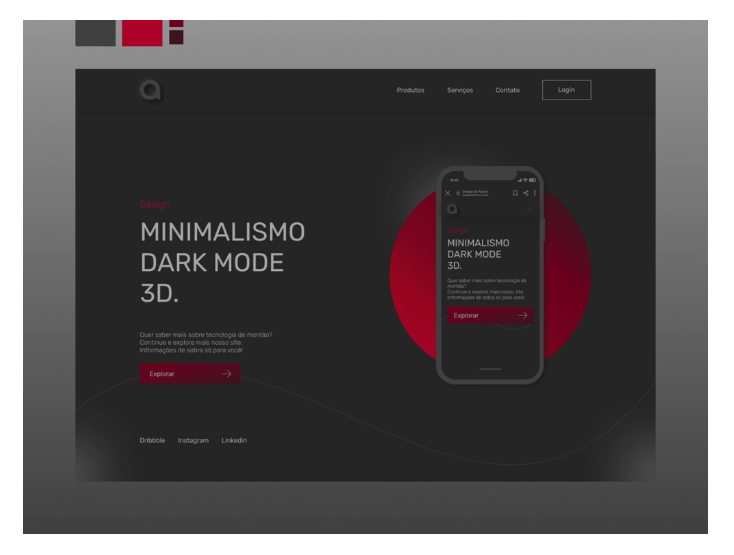 Produtos Serviços Contato Login
Design
MINIMALISMO
DARK MODE
3D.
Quer saber mais sobre tecnologia de montão?
Continue e explore mais nosso site.
Informações de sobra só para você!
Explorar
Dribbble Instagram Linkedin
Design
MINIMALISMO
DARK MODE
3D.
Quer saber mais sobre tecnologia de
montão?
Continue e explore mais nosso site.
Informações de sobra só para você!
Explorar